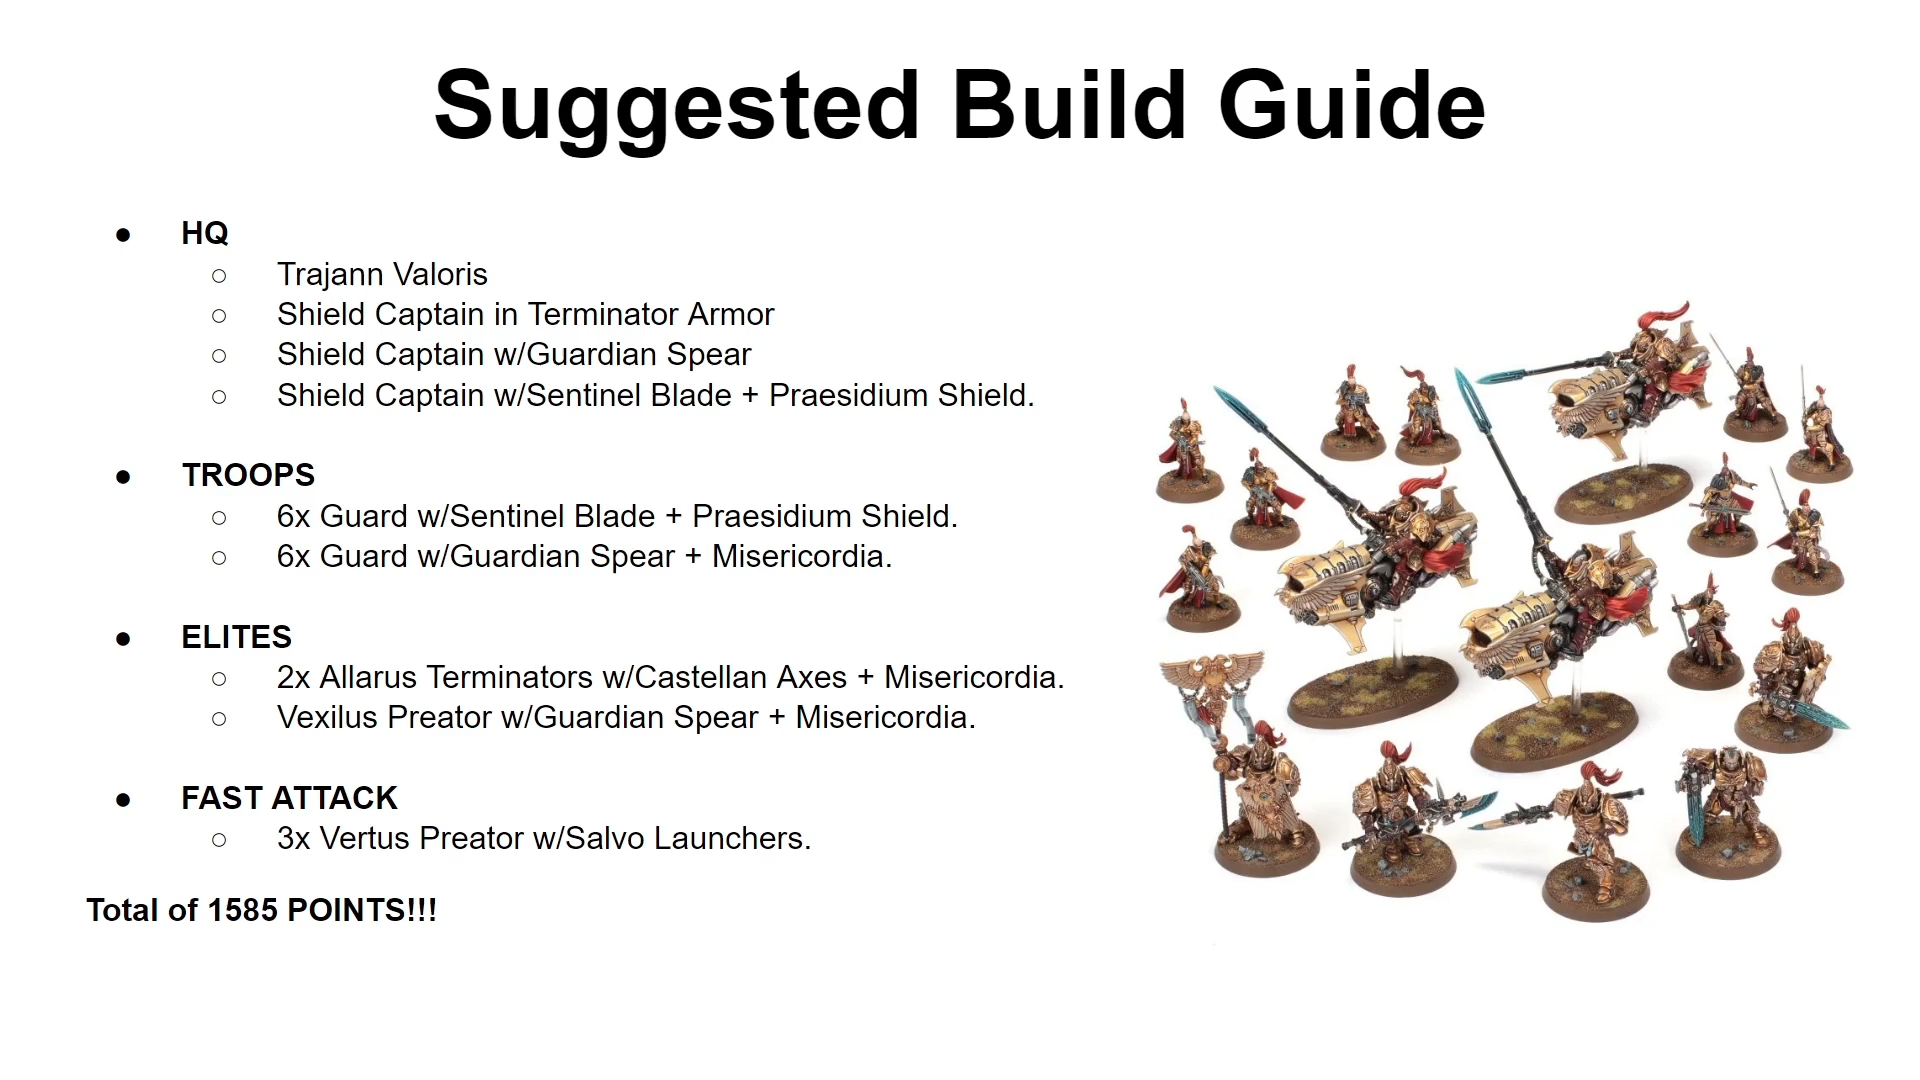 Suggested Build Guide
● HQ
○ Trajann Valoris
○ Shield Captain in Terminator Armor
○ Shield Captain w/Guardian Spear
○ Shield Captain w/Sentinel Blade + Praesidium Shield.
● TROOPS
○ 6x Guard w/Sentinel Blade + Praesidium Shield.
○ 6x Guard w/Guardian Spear + Misericordia.
● ELITES
○ 2x Allarus Terminators w/Castellan Axes + Misericordia.
○ Vexilus Preator w/Guardian Spear + Misericordia.
● FAST ATTACK
○ 3x Vertus Preator w/Salvo Launchers.
Total of 1585 POINTS!!!